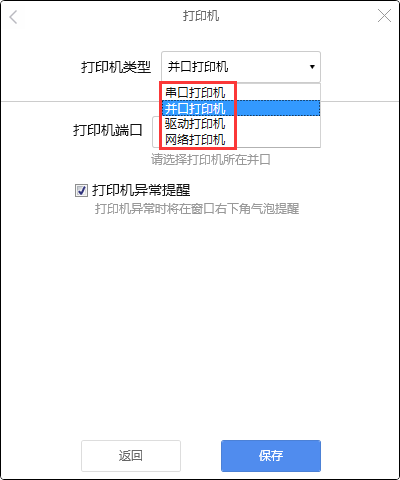 打印机
打印机类型 并口打印机
串口打印机
并口打印机
打印机端口 驱动打印机
网络打印机
请选择打印机所在并口
打印机异常提醒
打印机异常时将在窗口右下角气泡提醒
返回 保存